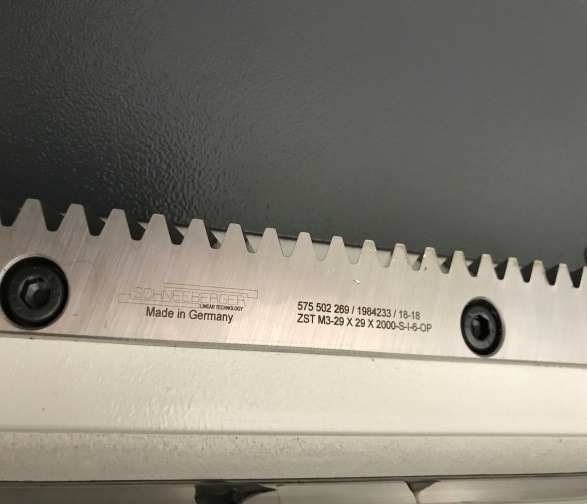 SCHNEEBERGER
LINEAR TECHNOLOGY
Made in Germany
575 502 269 / 1984233 / 18-18
ZST M3-29 X 29 X 2000-S-I-6-OP